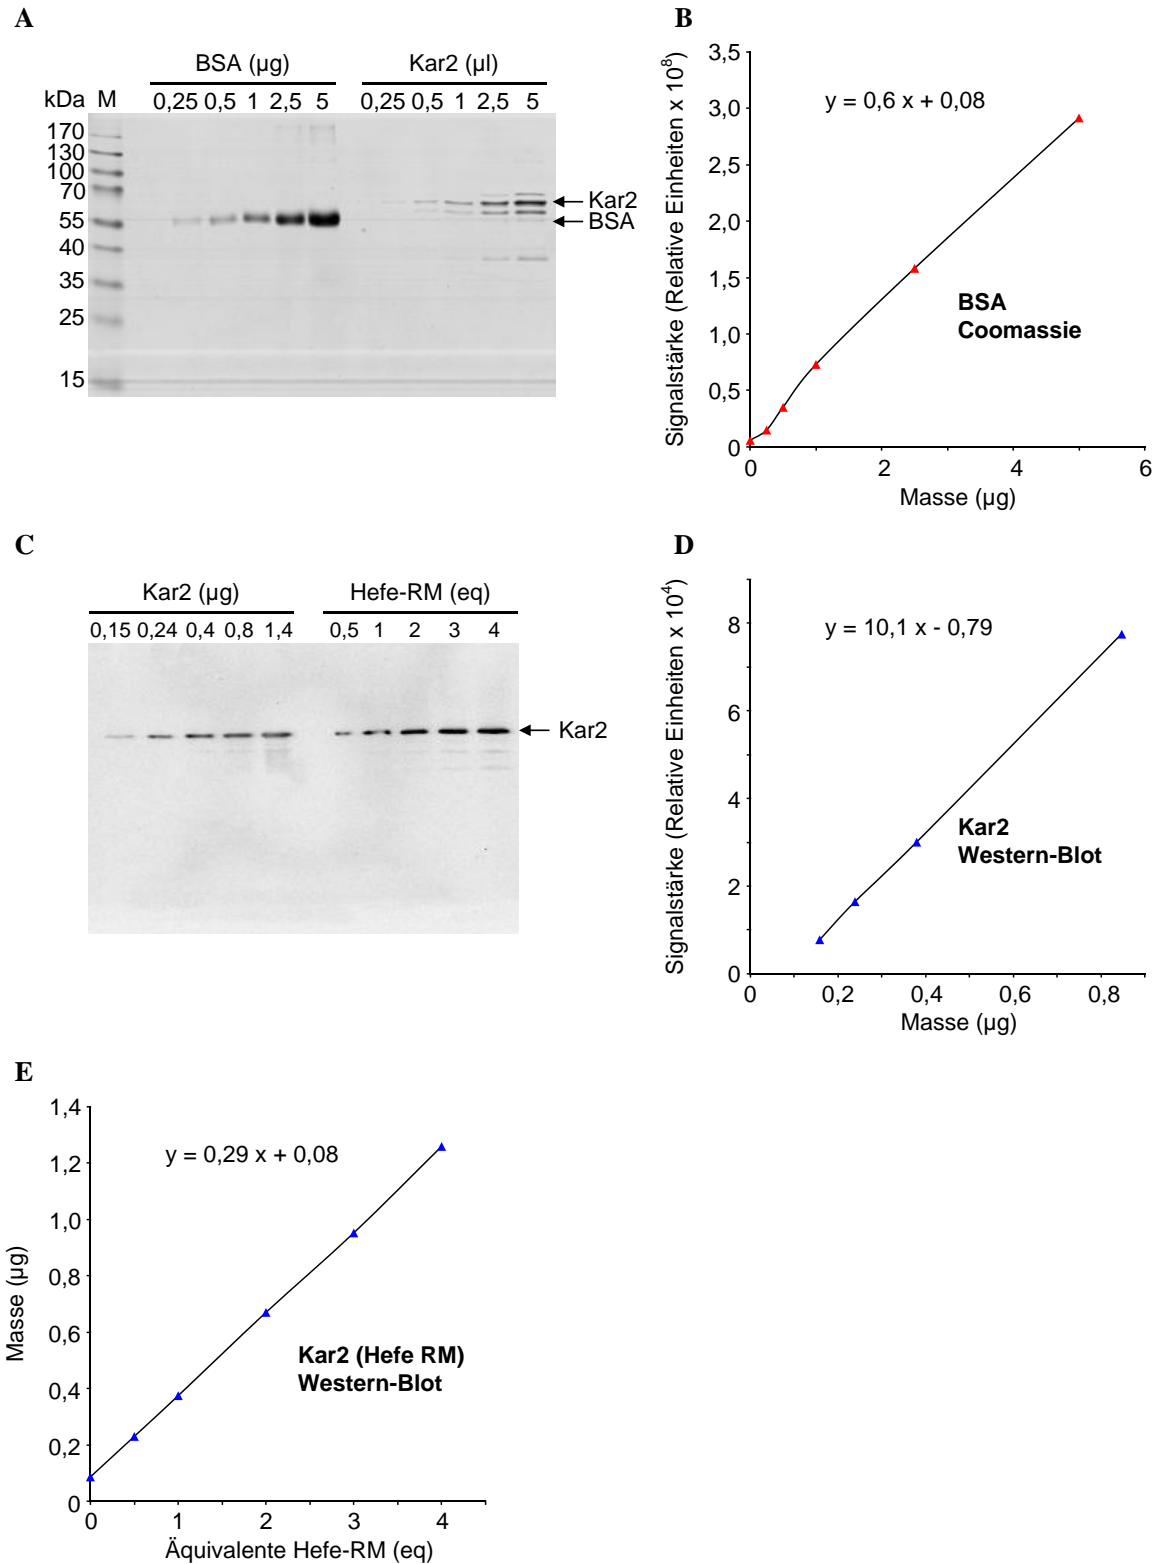 A
BSA (µg) Kar2 (µl)
kDa M 0,25 0,5 1 2,5 5 0,25 0,5 1 2,5 5
170
130
100
70
55
40
35
25
15
Kar2
BSA
B
Signalstärke (Relative Einheiten x 10⁸)
3,5
3,0
2,5
2,0
1,5
1,0
0,5
0
y = 0,6 x + 0,08
BSA
Coomassie
0 2 4 6
Masse (µg)
C
Kar2 (µg) Hefe-RM (eq)
0,15 0,24 0,4 0,8 1,4 0,5 1 2 3 4
Kar2
D
Signalstärke (Relative Einheiten x 10⁴)
8
6
4
2
0
y = 10,1 x - 0,79
Kar2
Western-Blot
0 0,2 0,4 0,6 0,8
Masse (µg)
E
Masse (µg)
1,4
1,2
1,0
0,8
0,6
0,4
0,2
0
y = 0,29 x + 0,08
Kar2 (Hefe RM)
Western-Blot
0 1 2 3 4
Äquivalente Hefe-RM (eq)